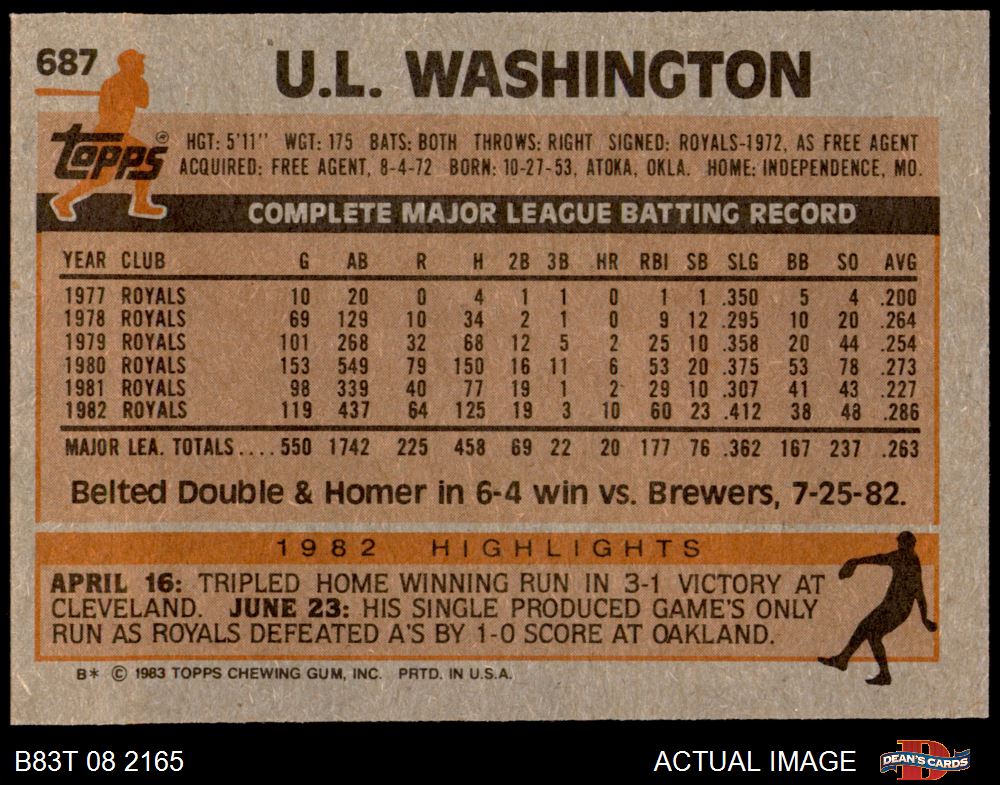 687
U.L. WASHINGTON
topps ®
HGT: 5'11" WGT: 175 BATS: BOTH THROWS: RIGHT SIGNED: ROYALS-1972, AS FREE AGENT
ACQUIRED: FREE AGENT, 8-4-72 BORN: 10-27-53, ATOKA, OKLA. HOME: INDEPENDENCE, MO.
COMPLETE MAJOR LEAGUE BATTING RECORD
YEAR CLUB G AB R H 2B 3B HR RBI SB SLG BB SO AVG
1977 ROYALS 10 20 0 4 1 1 0 1 1 .350 5 4 .200
1978 ROYALS 69 129 10 34 2 1 0 9 12 .295 10 20 .264
1979 ROYALS 101 268 32 68 12 5 2 25 10 .358 20 44 .254
1980 ROYALS 153 549 79 150 16 11 6 53 20 .375 53 78 .273
1981 ROYALS 98 339 40 77 19 1 2 29 10 .307 41 43 .227
1982 ROYALS 119 437 64 125 19 3 10 60 23 .412 38 48 .286
MAJOR LEA. TOTALS.... 550 1742 225 458 69 22 20 177 76 .362 167 237 .263
Belted Double & Homer in 6-4 win vs. Brewers, 7-25-82.
1982 HIGHLIGHTS
APRIL 16: TRIPLED HOME WINNING RUN IN 3-1 VICTORY AT
CLEVELAND. JUNE 23: HIS SINGLE PRODUCED GAME'S ONLY
RUN AS ROYALS DEFEATED A'S BY 1-0 SCORE AT OAKLAND.
B* © 1983 TOPPS CHEWING GUM, INC. PRTD. IN U.S.A.
B83T 08 2165
ACTUAL IMAGE
D
DEAN'S CARDS